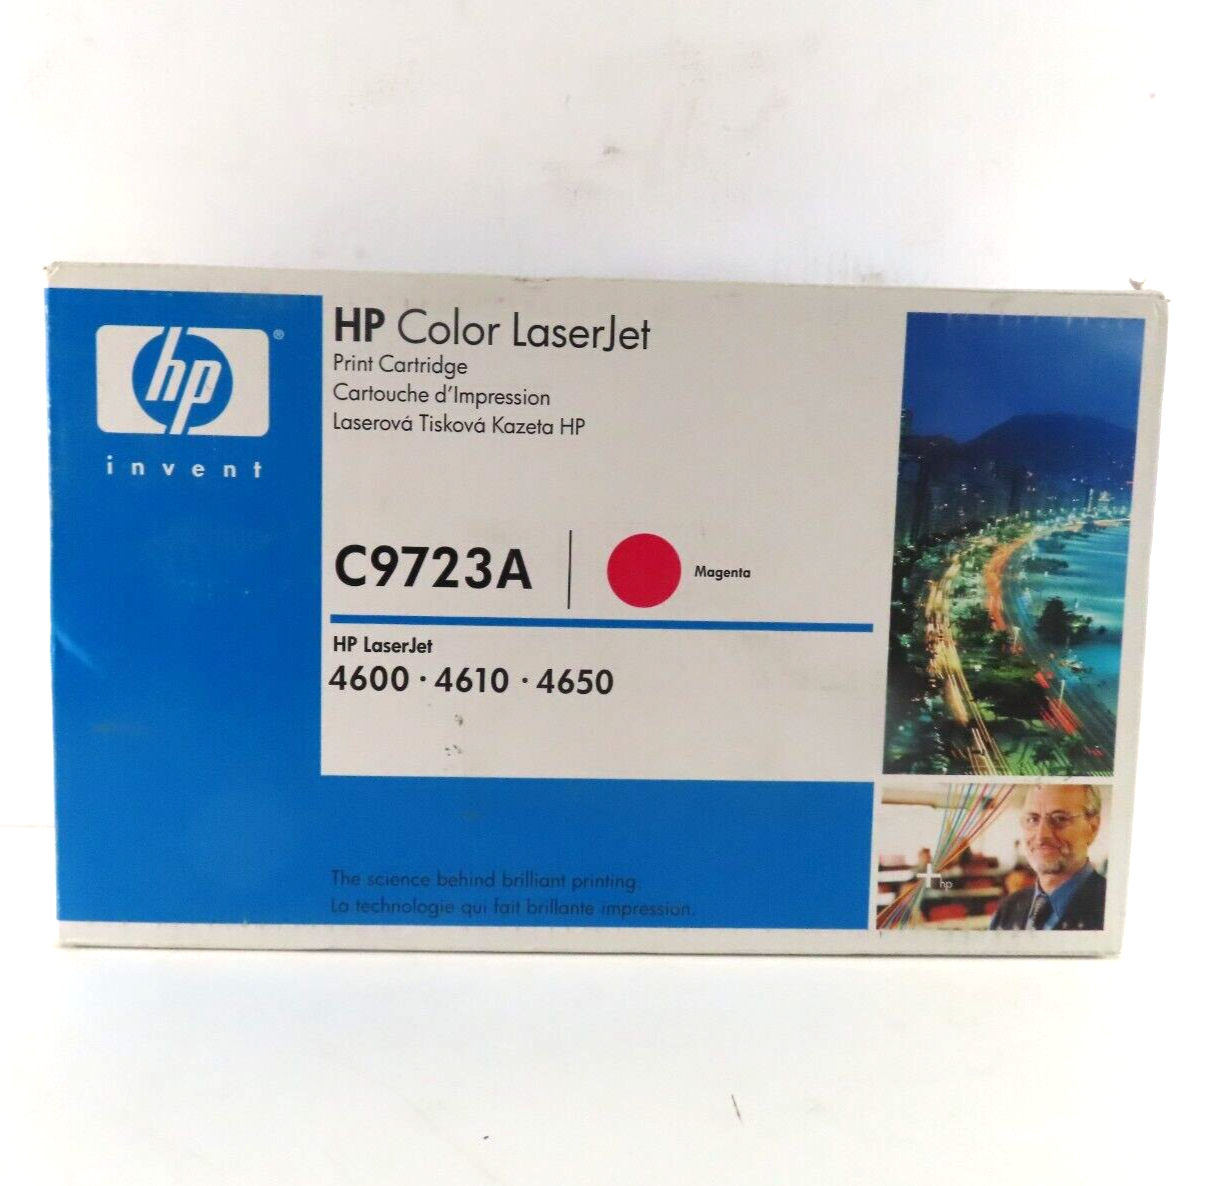 hp®
invent
HP Color LaserJet
Print Cartridge
Cartouche d'Impression
Laserová Tisková Kazeta HP
C9723A
Magenta
HP LaserJet
4600 · 4610 · 4650
The science behind brilliant printing.
La technologie qui fait brillante impression.
+hp